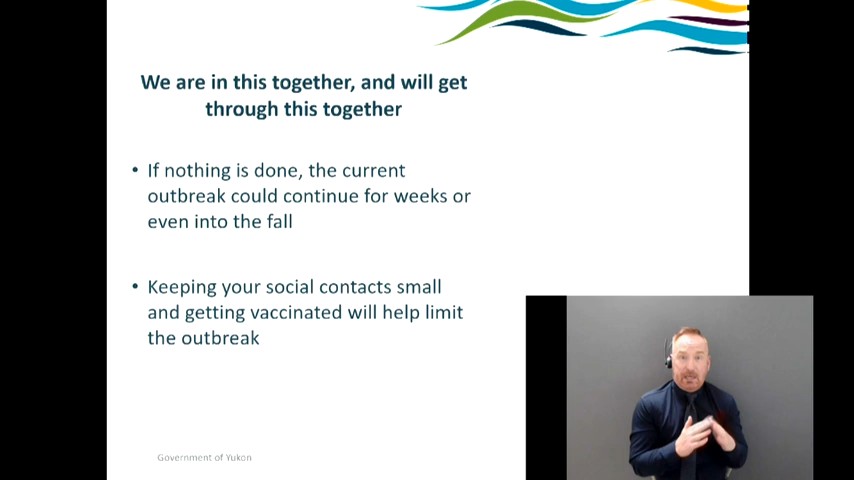 We are in this together, and will get
through this together
• If nothing is done, the current
outbreak could continue for weeks or
even into the fall
• Keeping your social contacts small
and getting vaccinated will help limit
the outbreak
Government of Yukon